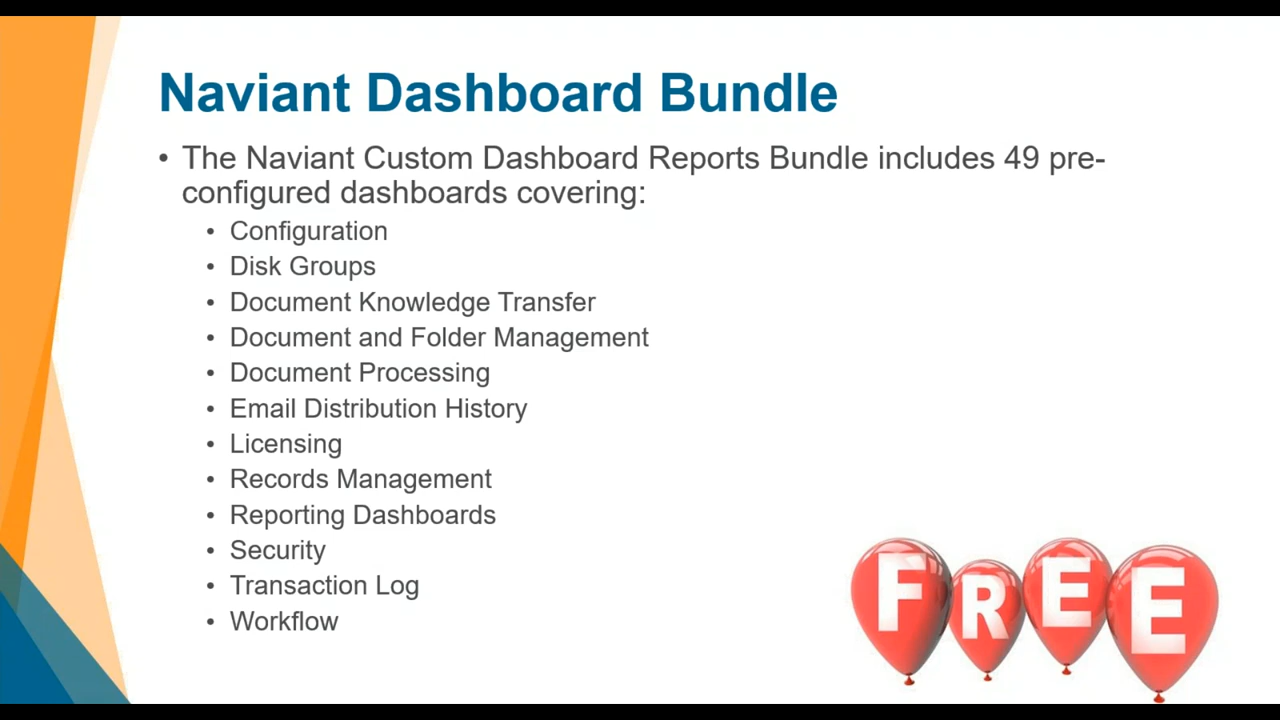 Naviant Dashboard Bundle
• The Naviant Custom Dashboard Reports Bundle includes 49 pre-
configured dashboards covering:
• Configuration
• Disk Groups
• Document Knowledge Transfer
• Document and Folder Management
• Document Processing
• Email Distribution History
• Licensing
• Records Management
• Reporting Dashboards
• Security
• Transaction Log
• Workflow
FREE